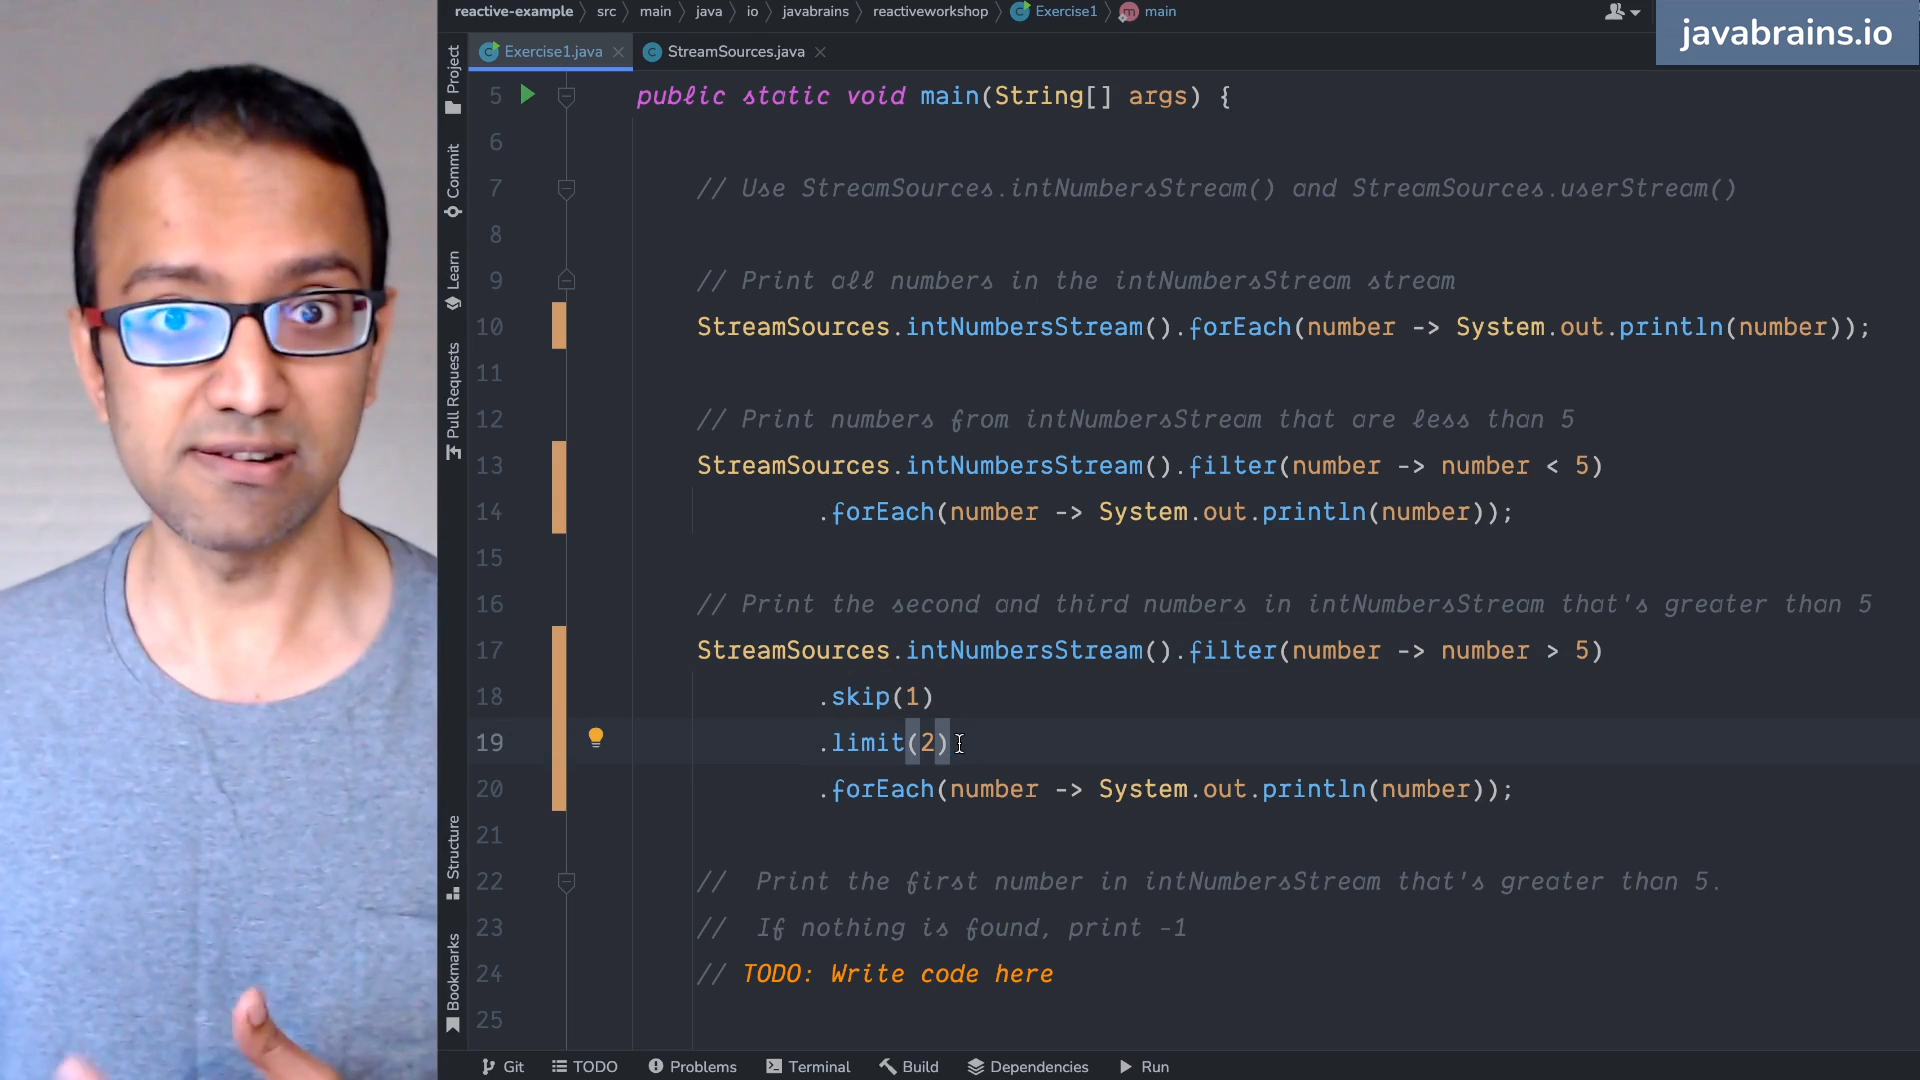 reactive-example src main java io javabrains reactiveworkshop Exercise1 main
javabrains.io
Exercise1.java StreamSources.java
Project
Commit
Learn
Pull Requests
Structure
Bookmarks
5 public static void main(String[] args) {
6
7 // Use StreamSources.intNumbersStream() and StreamSources.userStream()
8
9 // Print all numbers in the intNumbersStream stream
10 StreamSources.intNumbersStream().forEach(number -> System.out.println(number));
11
12 // Print numbers from intNumbersStream that are less than 5
13 StreamSources.intNumbersStream().filter(number -> number < 5)
14 .forEach(number -> System.out.println(number));
15
16 // Print the second and third numbers in intNumbersStream that's greater than 5
17 StreamSources.intNumbersStream().filter(number -> number > 5)
18 .skip(1)
19 .limit(2)
20 .forEach(number -> System.out.println(number));
21
22 //  Print the first number in intNumbersStream that's greater than 5.
23 //  If nothing is found, print -1
24 // TODO: Write code here
25
Git TODO Problems Terminal Build Dependencies Run